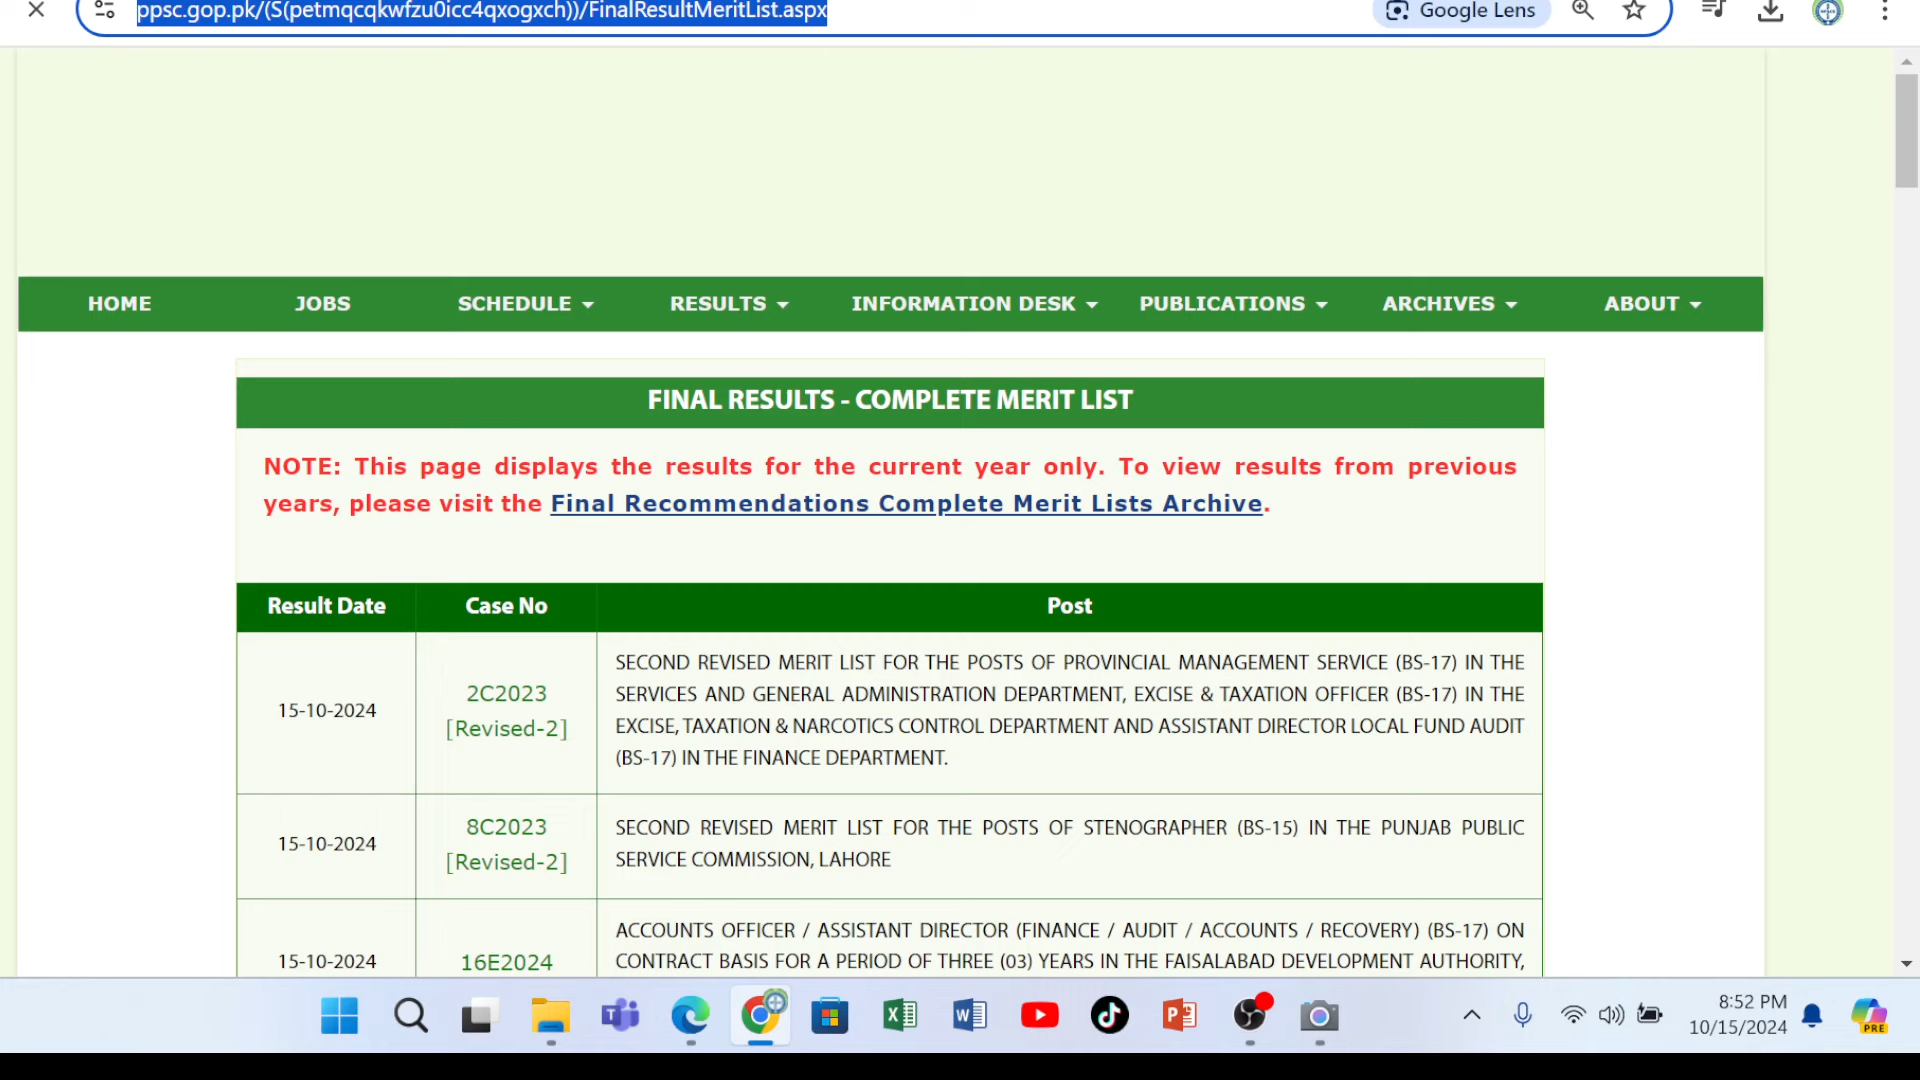 ppsc.gop.pk/(S(petmqcqkwfzu0icc4qxogxch))/FinalResultMeritList.aspx
Google Lens
HOME JOBS SCHEDULE RESULTS INFORMATION DESK PUBLICATIONS ARCHIVES ABOUT
FINAL RESULTS - COMPLETE MERIT LIST
NOTE: This page displays the results for the current year only. To view results from previous
years, please visit the Final Recommendations Complete Merit Lists Archive.
Result Date Case No Post
15-10-2024
2C2023
[Revised-2]
SECOND REVISED MERIT LIST FOR THE POSTS OF PROVINCIAL MANAGEMENT SERVICE (BS-17) IN THE
SERVICES AND GENERAL ADMINISTRATION DEPARTMENT, EXCISE & TAXATION OFFICER (BS-17) IN THE
EXCISE, TAXATION & NARCOTICS CONTROL DEPARTMENT AND ASSISTANT DIRECTOR LOCAL FUND AUDIT
(BS-17) IN THE FINANCE DEPARTMENT.
15-10-2024
8C2023
[Revised-2]
SECOND REVISED MERIT LIST FOR THE POSTS OF STENOGRAPHER (BS-15) IN THE PUNJAB PUBLIC
SERVICE COMMISSION, LAHORE
15-10-2024
16E2024
ACCOUNTS OFFICER / ASSISTANT DIRECTOR (FINANCE / AUDIT / ACCOUNTS / RECOVERY) (BS-17) ON
CONTRACT BASIS FOR A PERIOD OF THREE (03) YEARS IN THE FAISALABAD DEVELOPMENT AUTHORITY,
8:52 PM
10/15/2024
PRE